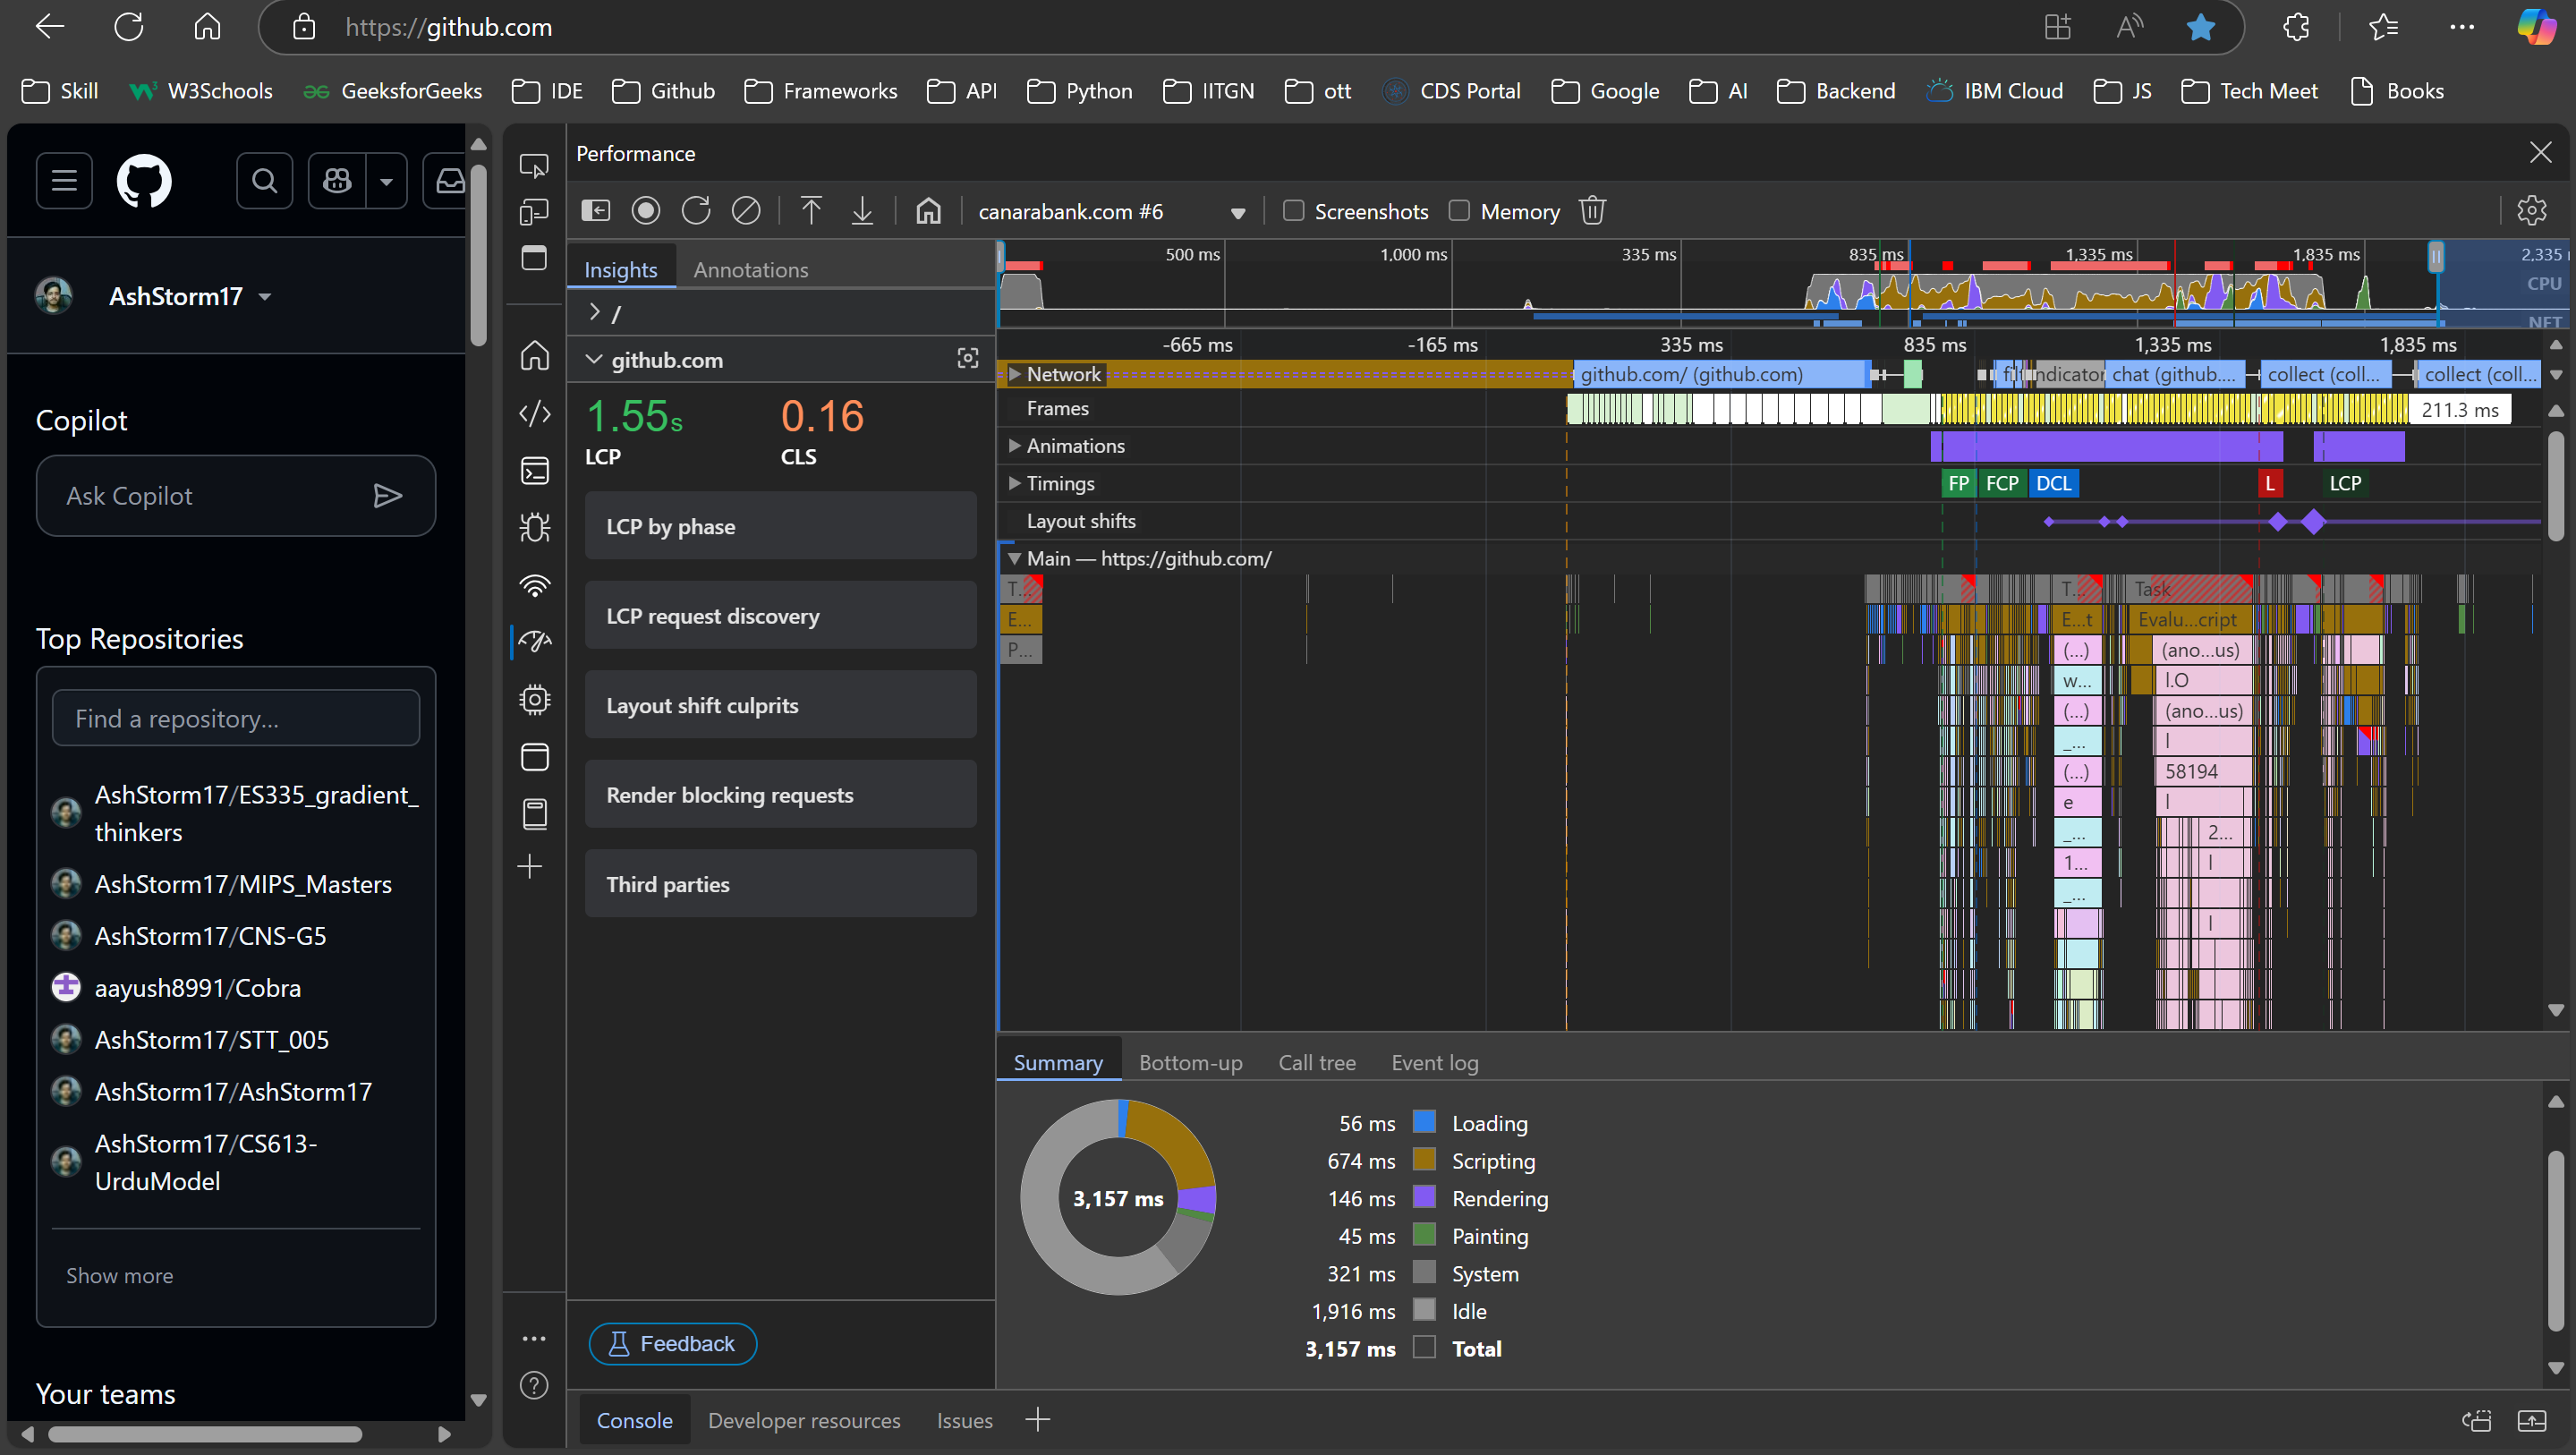 https://github.com
Skill W3Schools GeeksforGeeks IDE Github Frameworks API Python IITGN ott CDS Portal Google AI Backend IBM Cloud JS Tech Meet Books
AshStorm17
Copilot
Ask Copilot
Top Repositories
Find a repository...
AshStorm17/ES335_gradient_
thinkers
AshStorm17/MIPS_Masters
AshStorm17/CNS-G5
aayush8991/Cobra
AshStorm17/STT_005
AshStorm17/AshStorm17
AshStorm17/CS613-
UrduModel
Show more
Your teams
Performance
canarabank.com #6 Screenshots Memory
Insights Annotations
/
github.com
1.55s 0.16
LCP CLS
LCP by phase
LCP request discovery
Layout shift culprits
Render blocking requests
Third parties
Feedback
500 ms 1,000 ms 335 ms 835 ms 1,335 ms 1,835 ms 2,335
CPU
NET
-665 ms -165 ms 335 ms 835 ms 1,335 ms 1,835 ms
Network github.com/ (github.com) ndicator chat (github.... collect (coll... collect (coll...
Frames 211.3 ms
Animations
Timings FP FCP DCL L LCP
Layout shifts
Main — https://github.com/
T... T... Task
E... E...t Evalu...cript
P... (...) (ano...us)
w... l.O
(...) (ano...us)
_... l
(...) 58194
e l
_... 2...
1... l
_...
l
Summary Bottom-up Call tree Event log
3,157 ms
56 ms Loading
674 ms Scripting
146 ms Rendering
45 ms Painting
321 ms System
1,916 ms Idle
3,157 ms Total
Console Developer resources Issues